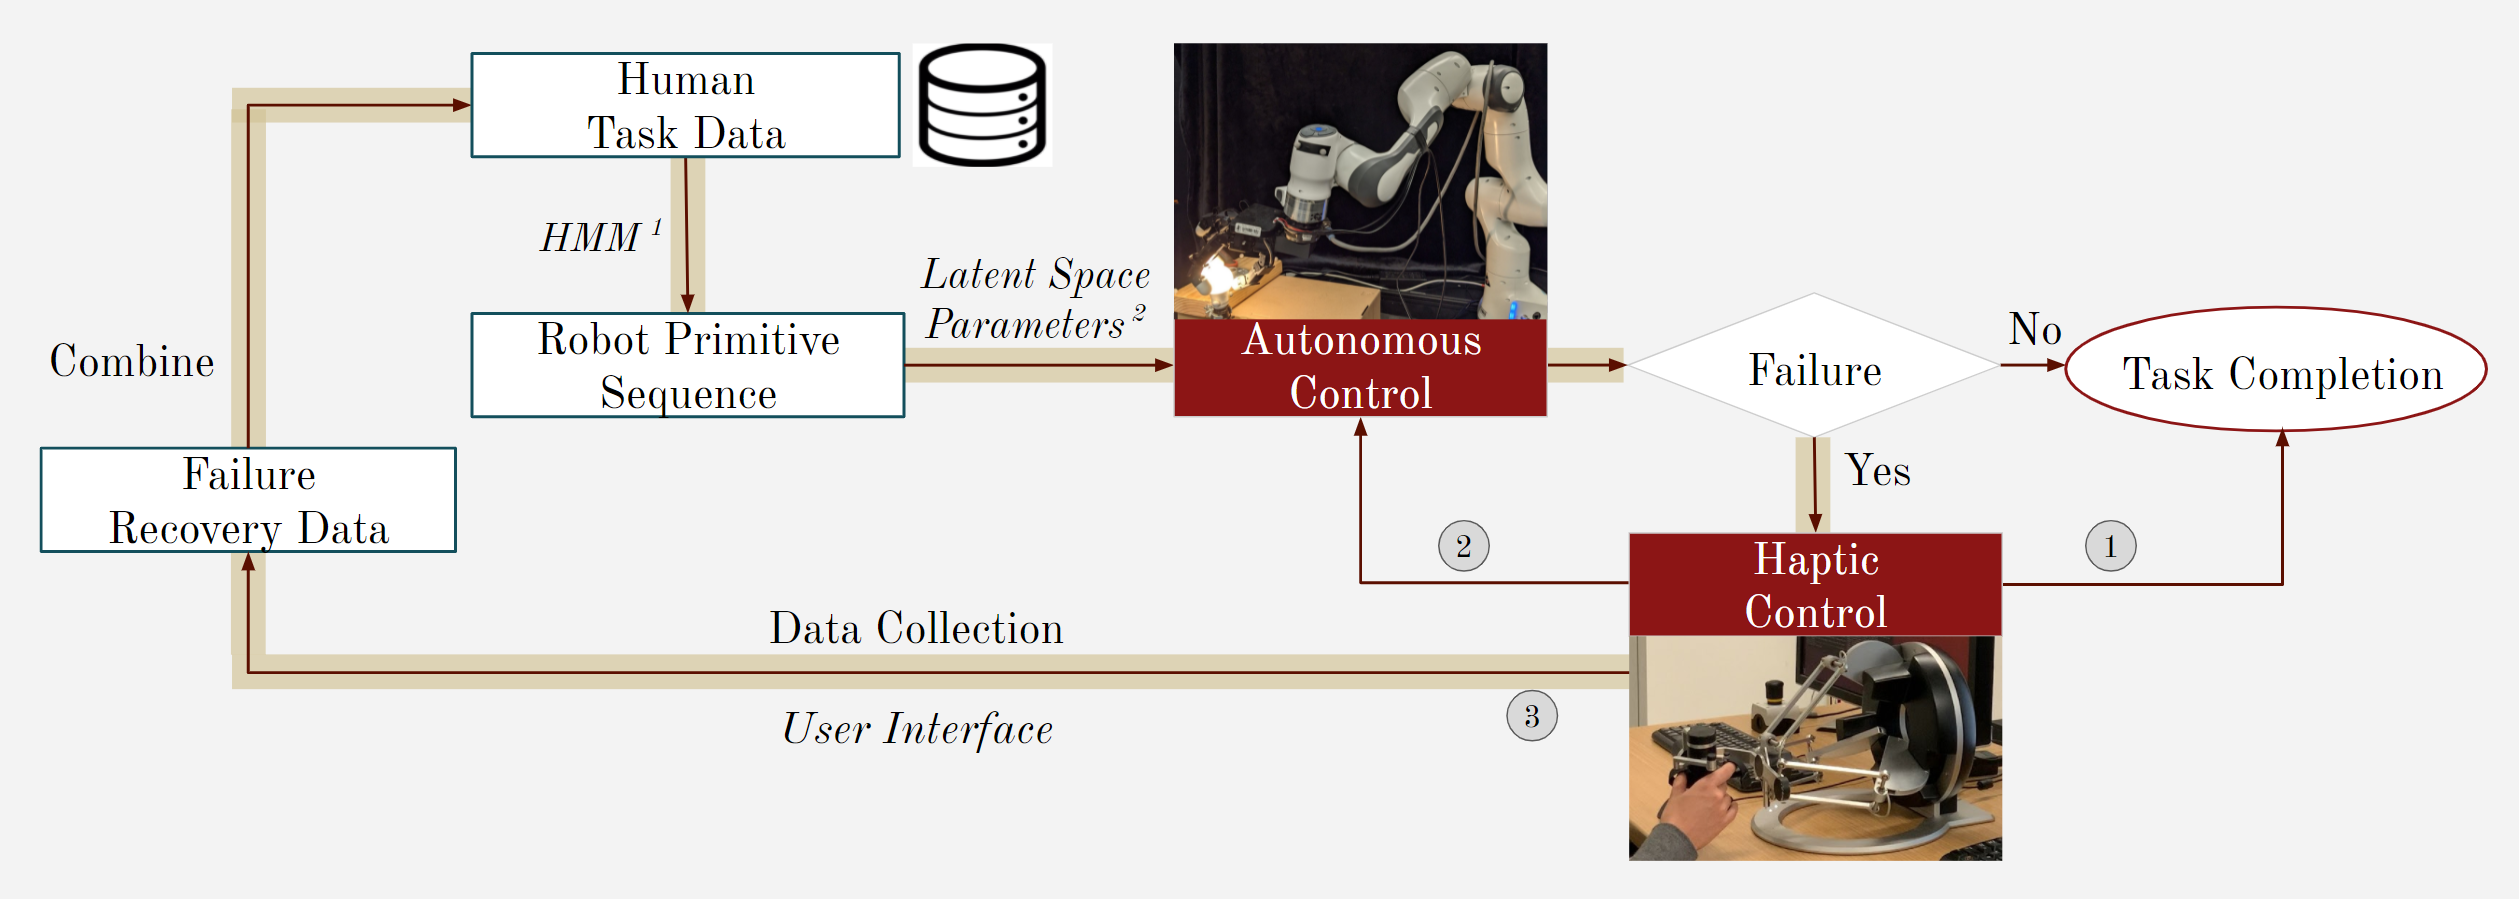 Human
Task Data
HMM 1
Latent Space
Parameters 2
Robot Primitive
Sequence
Autonomous
Control
Failure
No
Task Completion
Yes
Combine
Failure
Recovery Data
2
Haptic
Control
1
Data Collection
User Interface
3